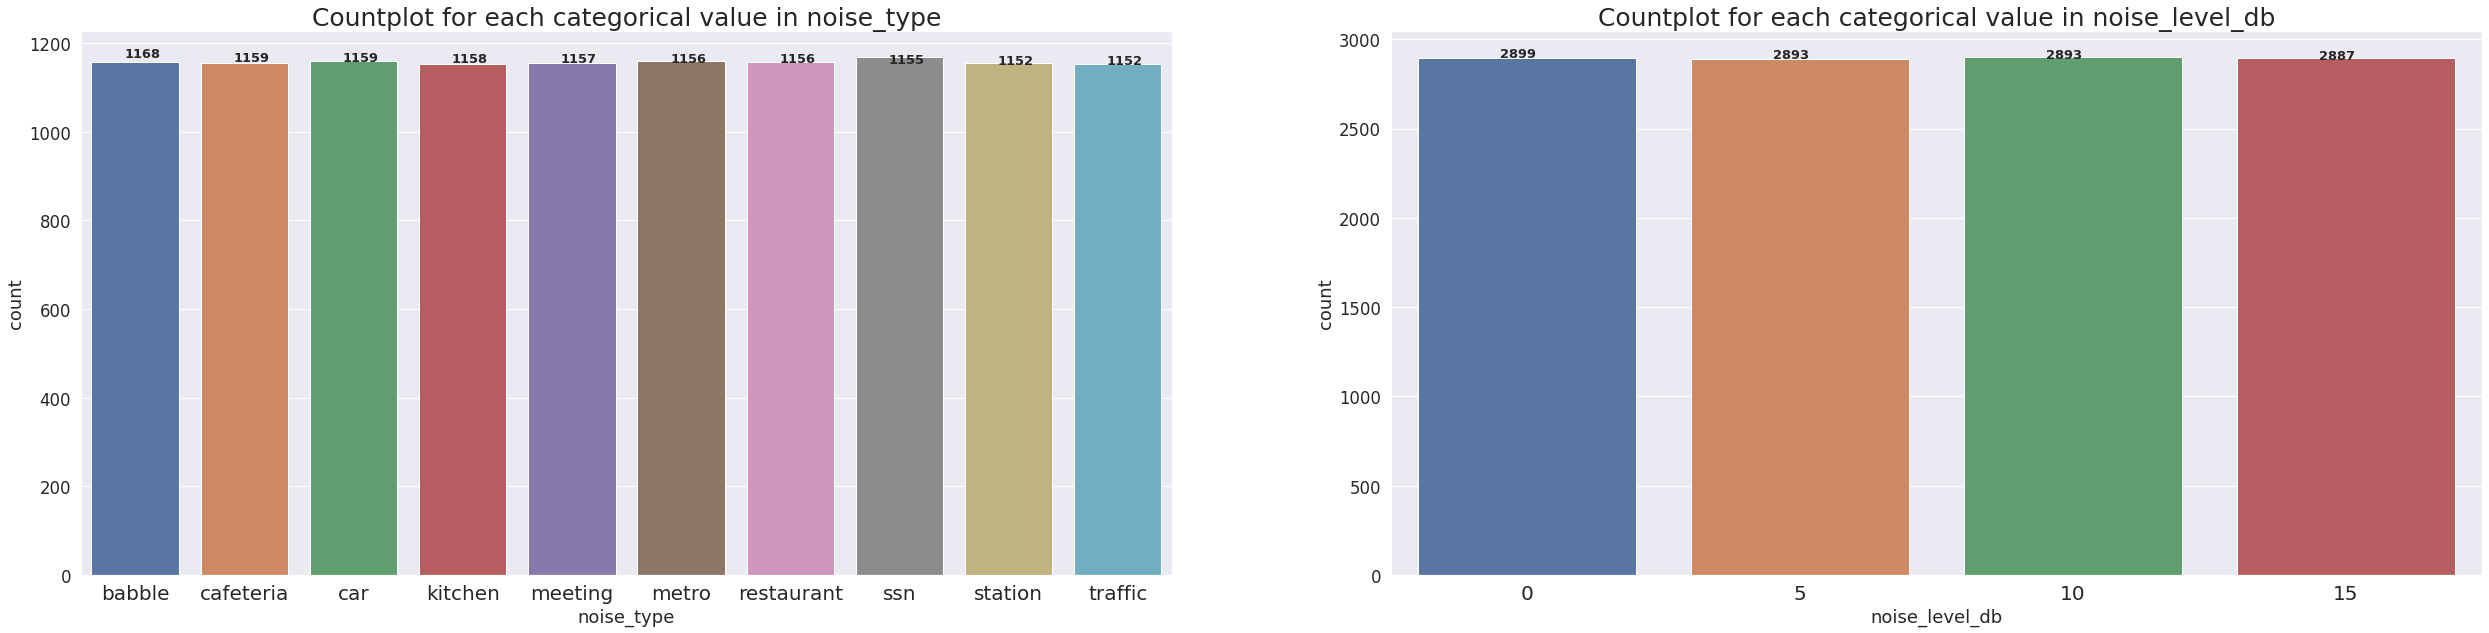 Countplot for each categorical value in noise_type
1200
1000
800
600
400
200
0
count
1168 1159 1159 1158 1157 1156 1156 1155 1152 1152
babble cafeteria car kitchen meeting metro restaurant ssn station traffic
noise_type
Countplot for each categorical value in noise_level_db
3000
2500
2000
1500
1000
500
0
count
2899 2893 2893 2887
0 5 10 15
noise_level_db